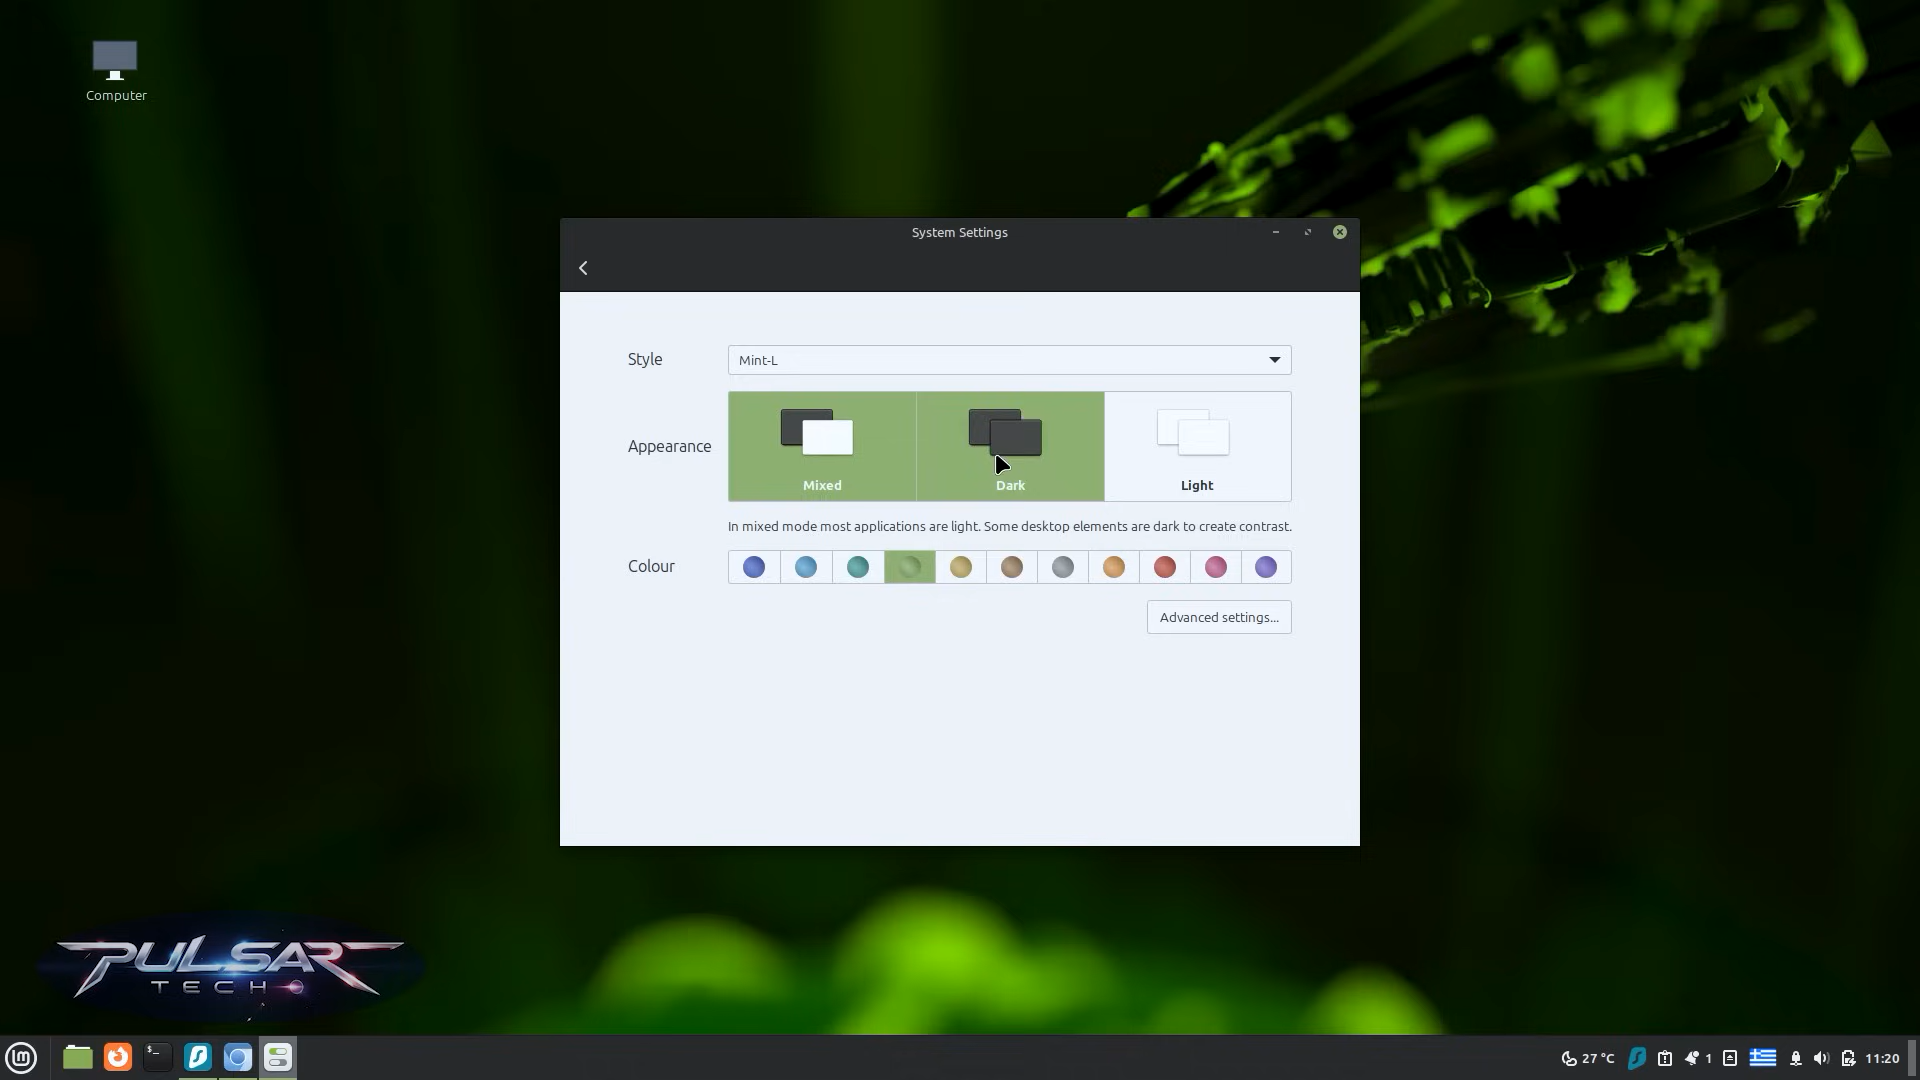 Computer
System Settings
Style
Mint-L
Appearance
Mixed
Dark
Light
In mixed mode most applications are light. Some desktop elements are dark to create contrast.
Colour
Advanced settings...
PULSAR
TECH
27 °C
1
11:20